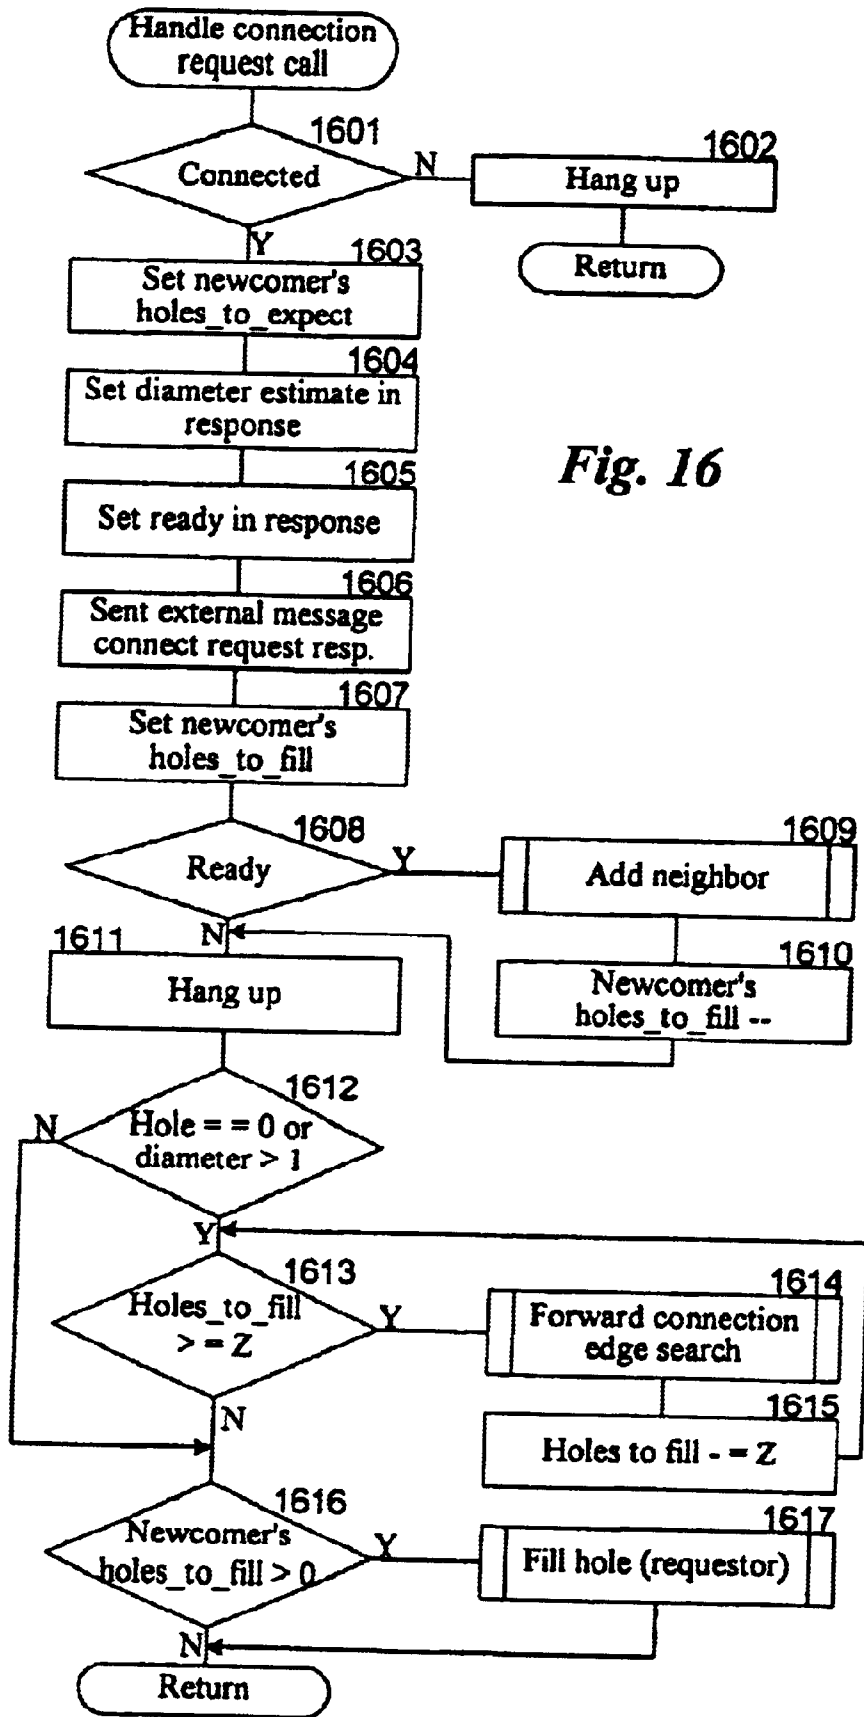 Handle connection
request call
1601
Connected
N
1602
Hang up
Return
Y
1603
Set newcomer's
holes_to_expect
1604
Set diameter estimate in
response
1605
Set ready in response
Fig. 16
1606
Sent external message
connect request resp.
1607
Set newcomer's
holes_to_fill
1608
Ready
Y
1609
Add neighbor
N
1610
Newcomer's
holes_to_fill --
1611
Hang up
1612
N
Hole = = 0 or
diameter > 1
Y
1613
Holes_to_fill
> = Z
Y
1614
Forward connection
edge search
N
1615
Holes to fill - = Z
1616
Newcomer's
holes_to_fill > 0
Y
1617
Fill hole (requestor)
N
Return